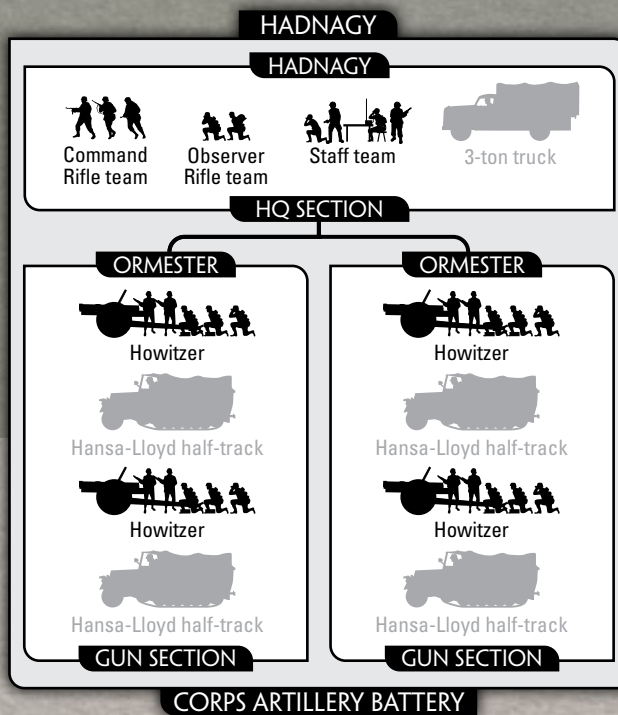 HADNAGY
HADNAGY
Command
Rifle team
Observer
Rifle team
Staff team
3-ton truck
HQ SECTION
ORMESTER
Howitzer
Hansa-Lloyd half-track
Howitzer
Hansa-Lloyd half-track
GUN SECTION
ORMESTER
Howitzer
Hansa-Lloyd half-track
Howitzer
Hansa-Lloyd half-track
GUN SECTION
CORPS ARTILLERY BATTERY